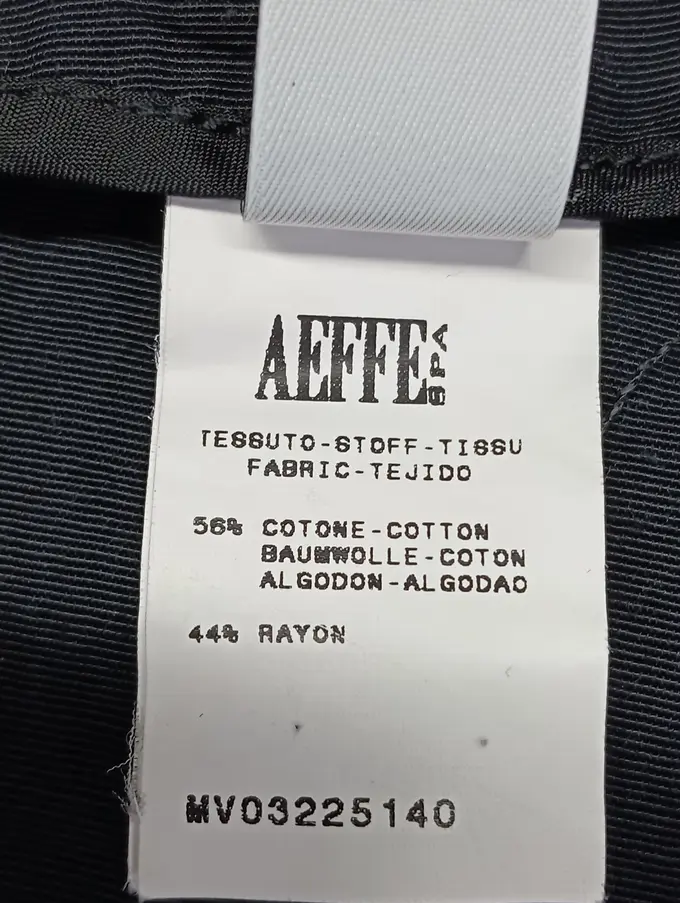 AEFFE SPA
TESSUTO-STOFF-TISSU
FABRIC-TEJIDO
56% COTONE-COTTON
BAUMWOLLE-COTON
ALGODON-ALGODAO
44% RAYON
MV03225140